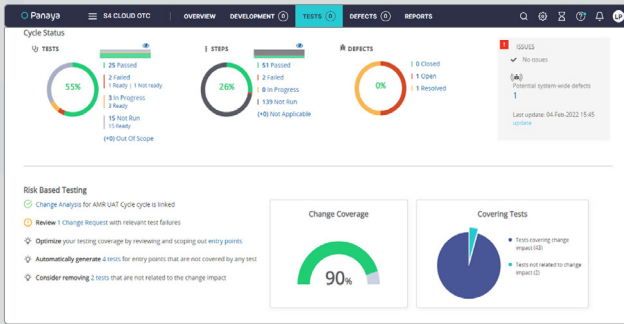 Panaya
S4 CLOUD OTC
OVERVIEW
DEVELOPMENT 0
TESTS 0
DEFECTS 0
REPORTS
LP
Cycle Status
TESTS
55%
25 Passed
2 Failed
1 Ready | 1 Not ready
3 In Progress
3 Ready
15 Not Run
15 Ready
(+0) Out Of Scope
STEPS
26%
51 Passed
2 Failed
0 In Progress
139 Not Run
(+0) Not Applicable
DEFECTS
0%
0 Closed
1 Open
1 Resolved
ISSUES
No issues
Potential system-wide defects
1
Last update: 04-Feb-2022 15:45
update
Risk Based Testing
Change Analysis for AMR UAT Cycle cycle is linked
Review 1 Change Request with relevant test failures
Optimize your testing coverage by reviewing and scoping out entry points
Automatically generate 4 tests for entry points that are not covered by any test
Consider removing 2 tests that are not related to the change impact
Change Coverage
90%
Covering Tests
Tests covering change
impact (43)
Tests not related to change
impact (2)